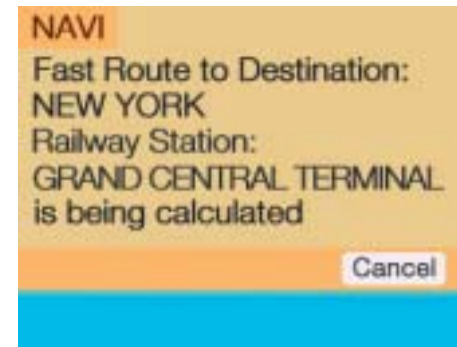 NAVI
Fast Route to Destination:
NEW YORK
Railway Station:
GRAND CENTRAL TERMINAL
is being calculated
Cancel